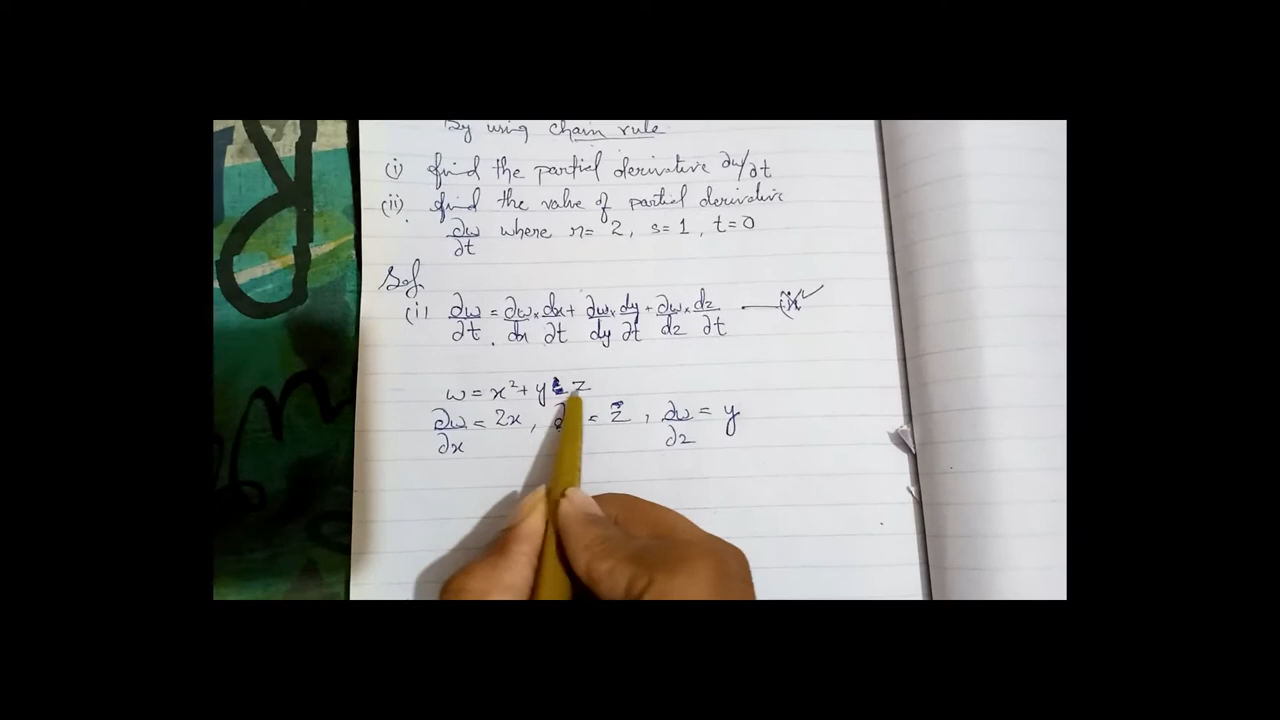 By using chain rule
(i) find the partial derivative ∂w/∂t
(ii) find the value of partial derivative
∂w/∂t where r = 2, s = 1, t = 0
Sol.
(i) ∂w/∂t = ∂w/dx × dx/∂t + ∂w/dy × dy/∂t + ∂w/dz × dz/∂t —
w = x² + y z
∂w/∂x = 2x, = z, ∂w/∂z = y